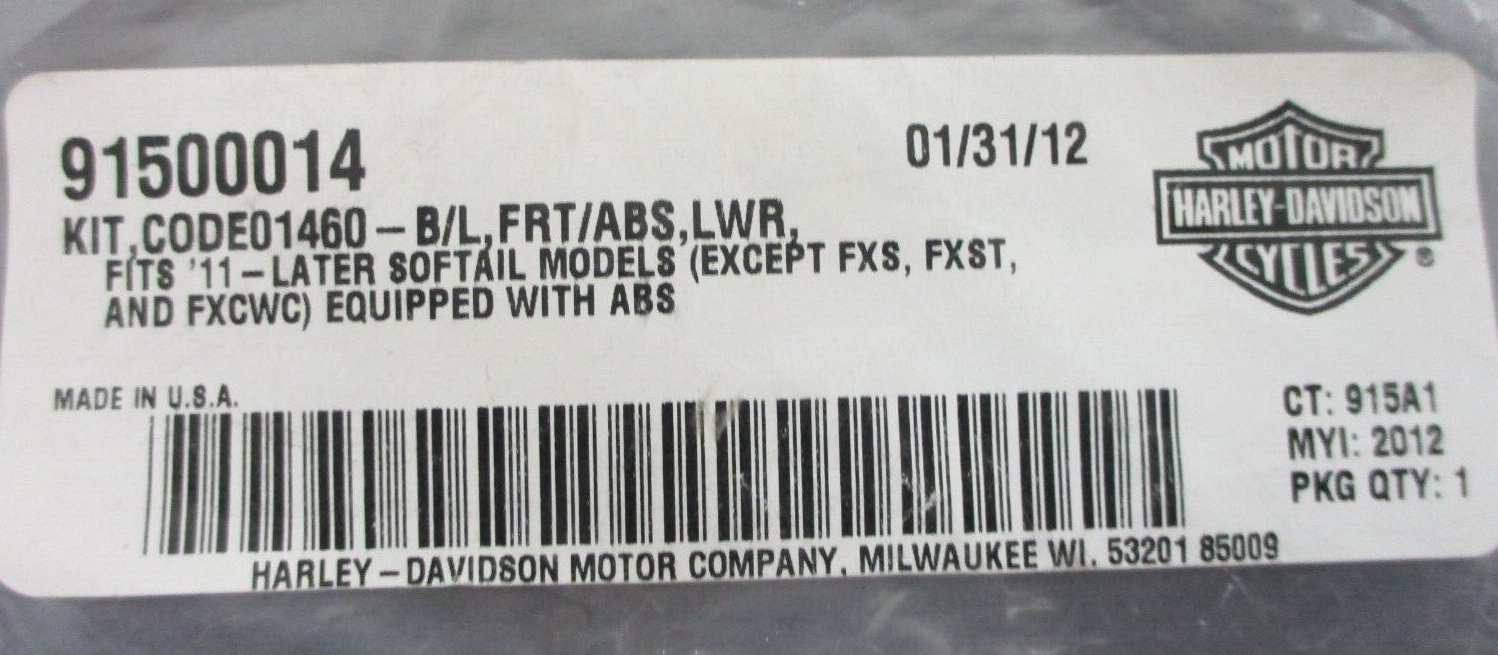 91500014
01/31/12
KIT,CODE01460-B/L,FRT/ABS,LWR,
FITS '11-LATER SOFTAIL MODELS (EXCEPT FXS, FXST,
AND FXCWC) EQUIPPED WITH ABS
MOTOR
HARLEY-DAVIDSON
CYCLES
®
MADE IN U.S.A.
CT: 915A1
MYI: 2012
PKG QTY: 1
HARLEY-DAVIDSON MOTOR COMPANY, MILWAUKEE WI. 53201 85009